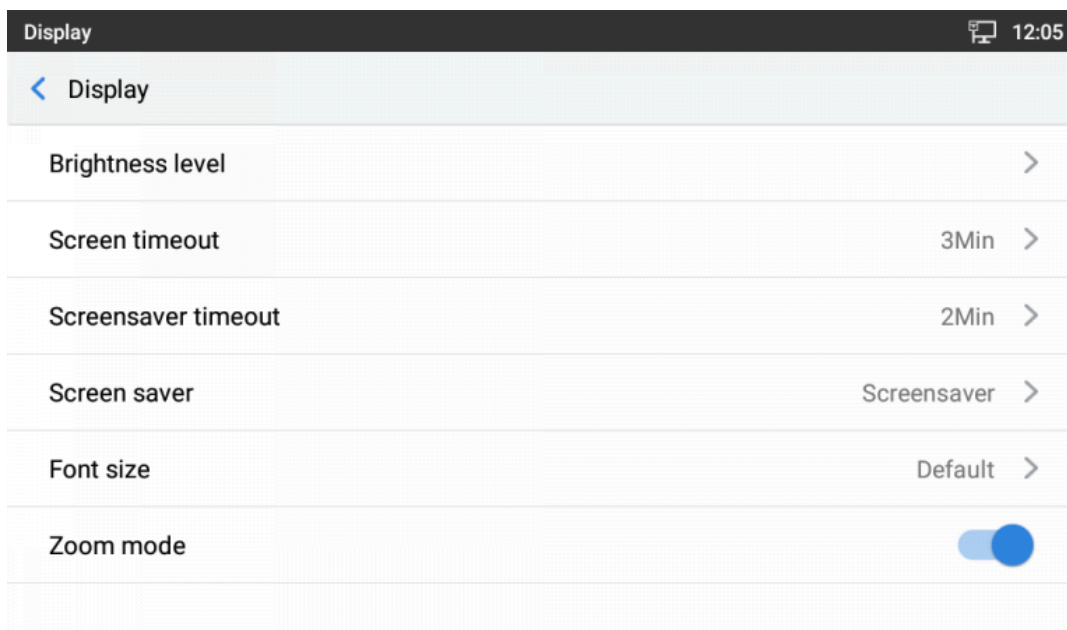 Display 12:05
Display
Brightness level
Screen timeout 3Min
Screensaver timeout 2Min
Screen saver Screensaver
Font size Default
Zoom mode